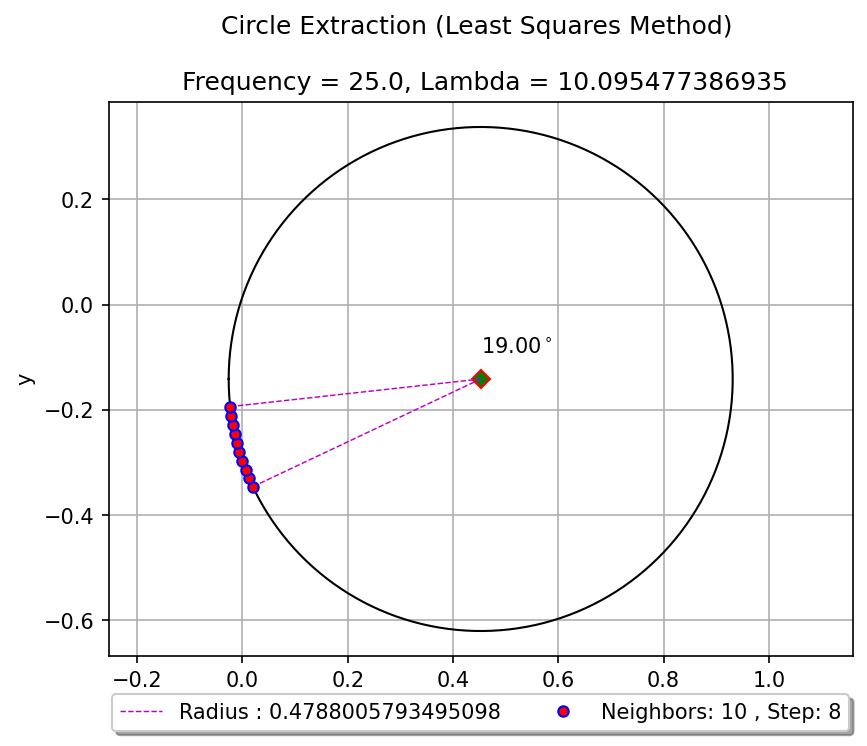 Circle Extraction (Least Squares Method)
Frequency = 25.0, Lambda = 10.095477386935
0.2
0.0
−0.2
−0.4
−0.6
y
19.00°
−0.2 0.0 0.2 0.4 0.6 0.8 1.0
Radius : 0.4788005793495098 Neighbors: 10 , Step: 8